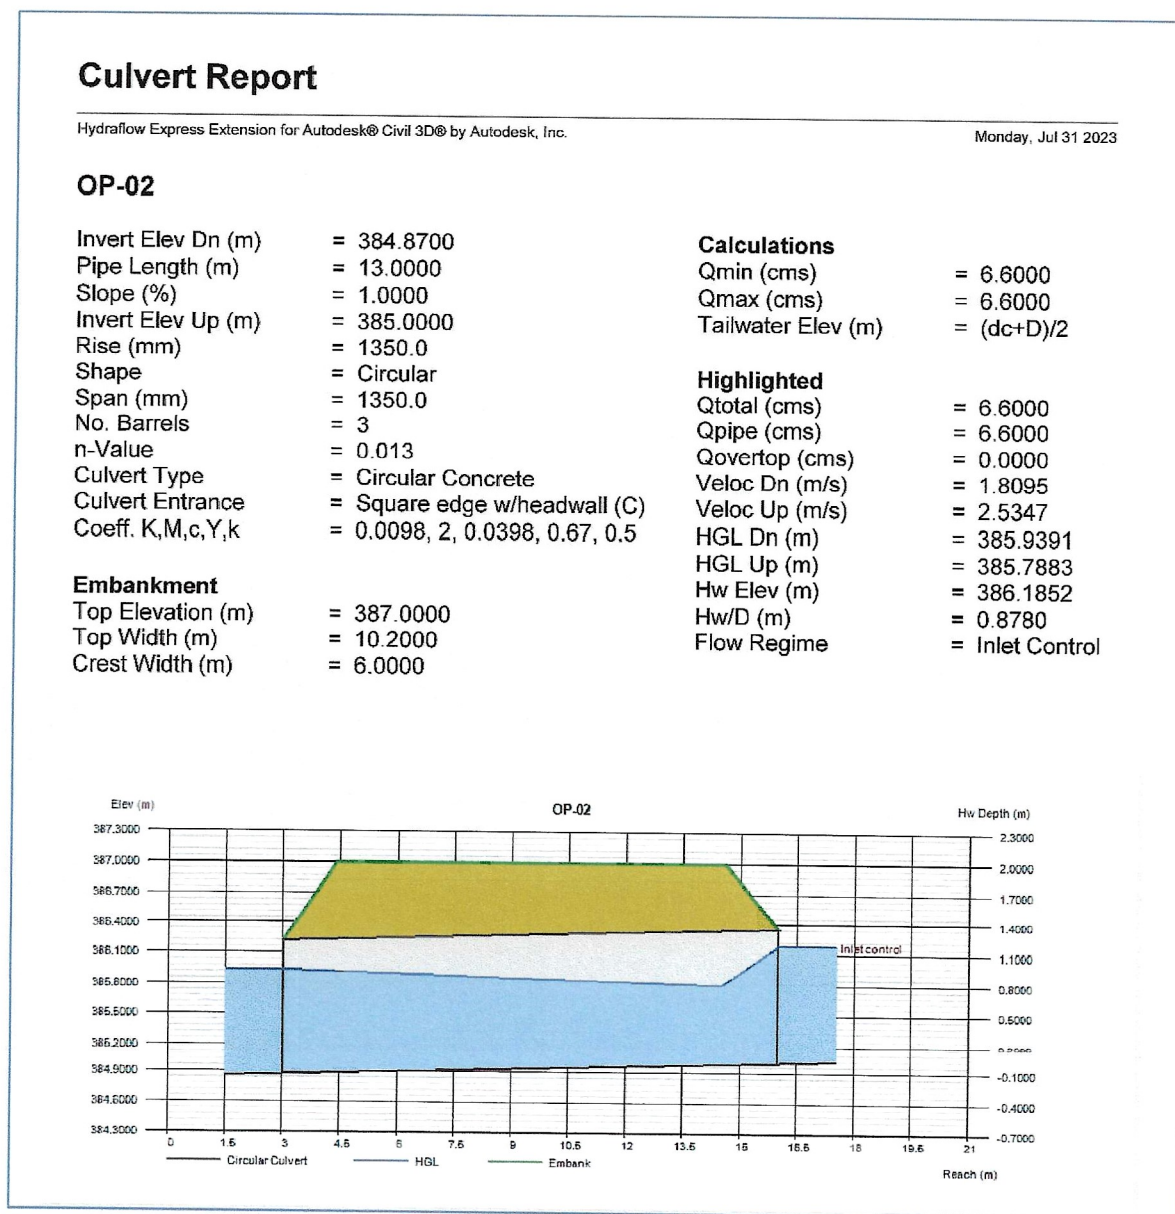 Culvert Report
Hydraflow Express Extension for Autodesk® Civil 3D® by Autodesk, Inc.
Monday, Jul 31 2023
OP-02
Invert Elev Dn (m) = 384.8700
Pipe Length (m) = 13.0000
Slope (%) = 1.0000
Invert Elev Up (m) = 385.0000
Rise (mm) = 1350.0
Shape = Circular
Span (mm) = 1350.0
No. Barrels = 3
n-Value = 0.013
Culvert Type = Circular Concrete
Culvert Entrance = Square edge w/headwall (C)
Coeff. K,M,c,Y,k = 0.0098, 2, 0.0398, 0.67, 0.5
Embankment
Top Elevation (m) = 387.0000
Top Width (m) = 10.2000
Crest Width (m) = 6.0000
Calculations
Qmin (cms) = 6.6000
Qmax (cms) = 6.6000
Tailwater Elev (m) = (dc+D)/2
Highlighted
Qtotal (cms) = 6.6000
Qpipe (cms) = 6.6000
Qovertop (cms) = 0.0000
Veloc Dn (m/s) = 1.8095
Veloc Up (m/s) = 2.5347
HGL Dn (m) = 385.9391
HGL Up (m) = 385.7883
Hw Elev (m) = 386.1852
Hw/D (m) = 0.8780
Flow Regime = Inlet Control
Elev (m)
OP-02
Hw Depth (m)
387.3000
387.0000
386.7000
386.4000
386.1000
385.8000
385.5000
385.2000
384.9000
384.6000
384.3000
2.3000
2.0000
1.7000
1.4000
1.1000
0.8000
0.5000
0.2000
-0.1000
-0.4000
-0.7000
Inlet control
0 1.5 3 4.5 6 7.5 9 10.5 12 13.5 15 16.5 18 19.5 21
Circular Culvert HGL Embank
Reach (m)